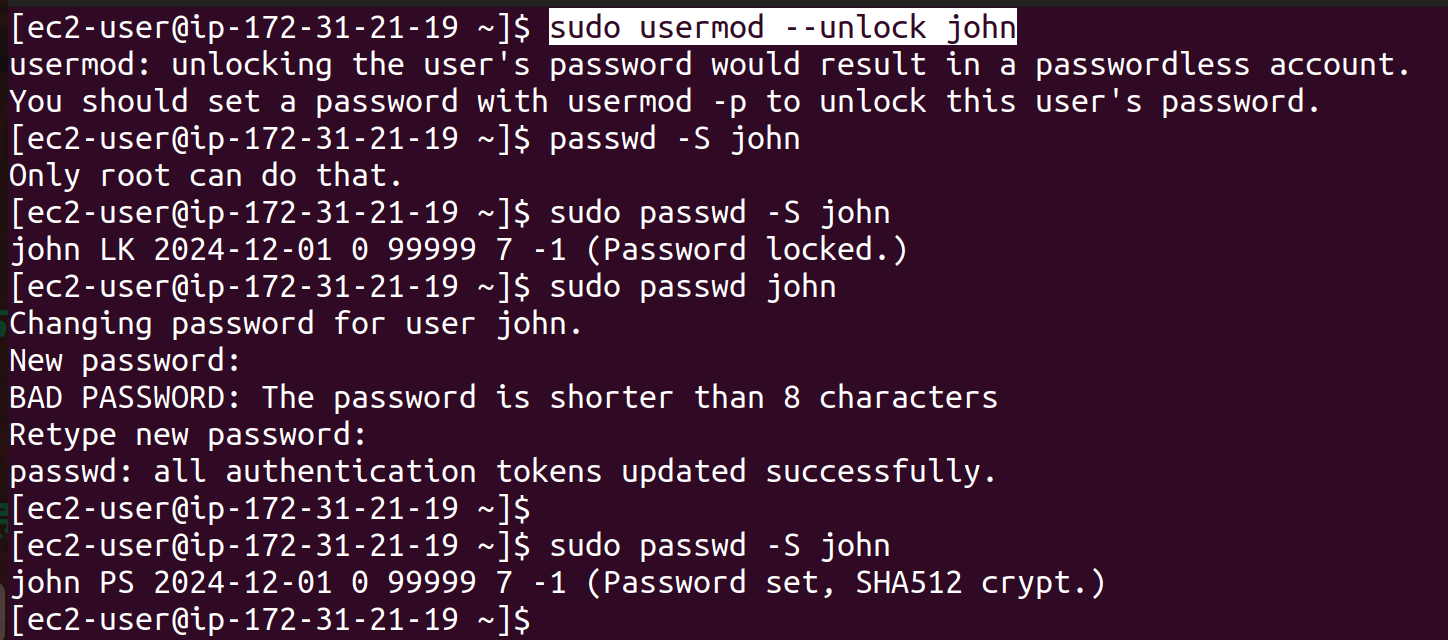 [ec2-user@ip-172-31-21-19 ~]$ sudo usermod --unlock john
usermod: unlocking the user's password would result in a passwordless account.
You should set a password with usermod -p to unlock this user's password.
[ec2-user@ip-172-31-21-19 ~]$ passwd -S john
Only root can do that.
[ec2-user@ip-172-31-21-19 ~]$ sudo passwd -S john
john LK 2024-12-01 0 99999 7 -1 (Password locked.)
[ec2-user@ip-172-31-21-19 ~]$ sudo passwd john
Changing password for user john.
New password:
BAD PASSWORD: The password is shorter than 8 characters
Retype new password:
passwd: all authentication tokens updated successfully.
[ec2-user@ip-172-31-21-19 ~]$
[ec2-user@ip-172-31-21-19 ~]$ sudo passwd -S john
john PS 2024-12-01 0 99999 7 -1 (Password set, SHA512 crypt.)
[ec2-user@ip-172-31-21-19 ~]$